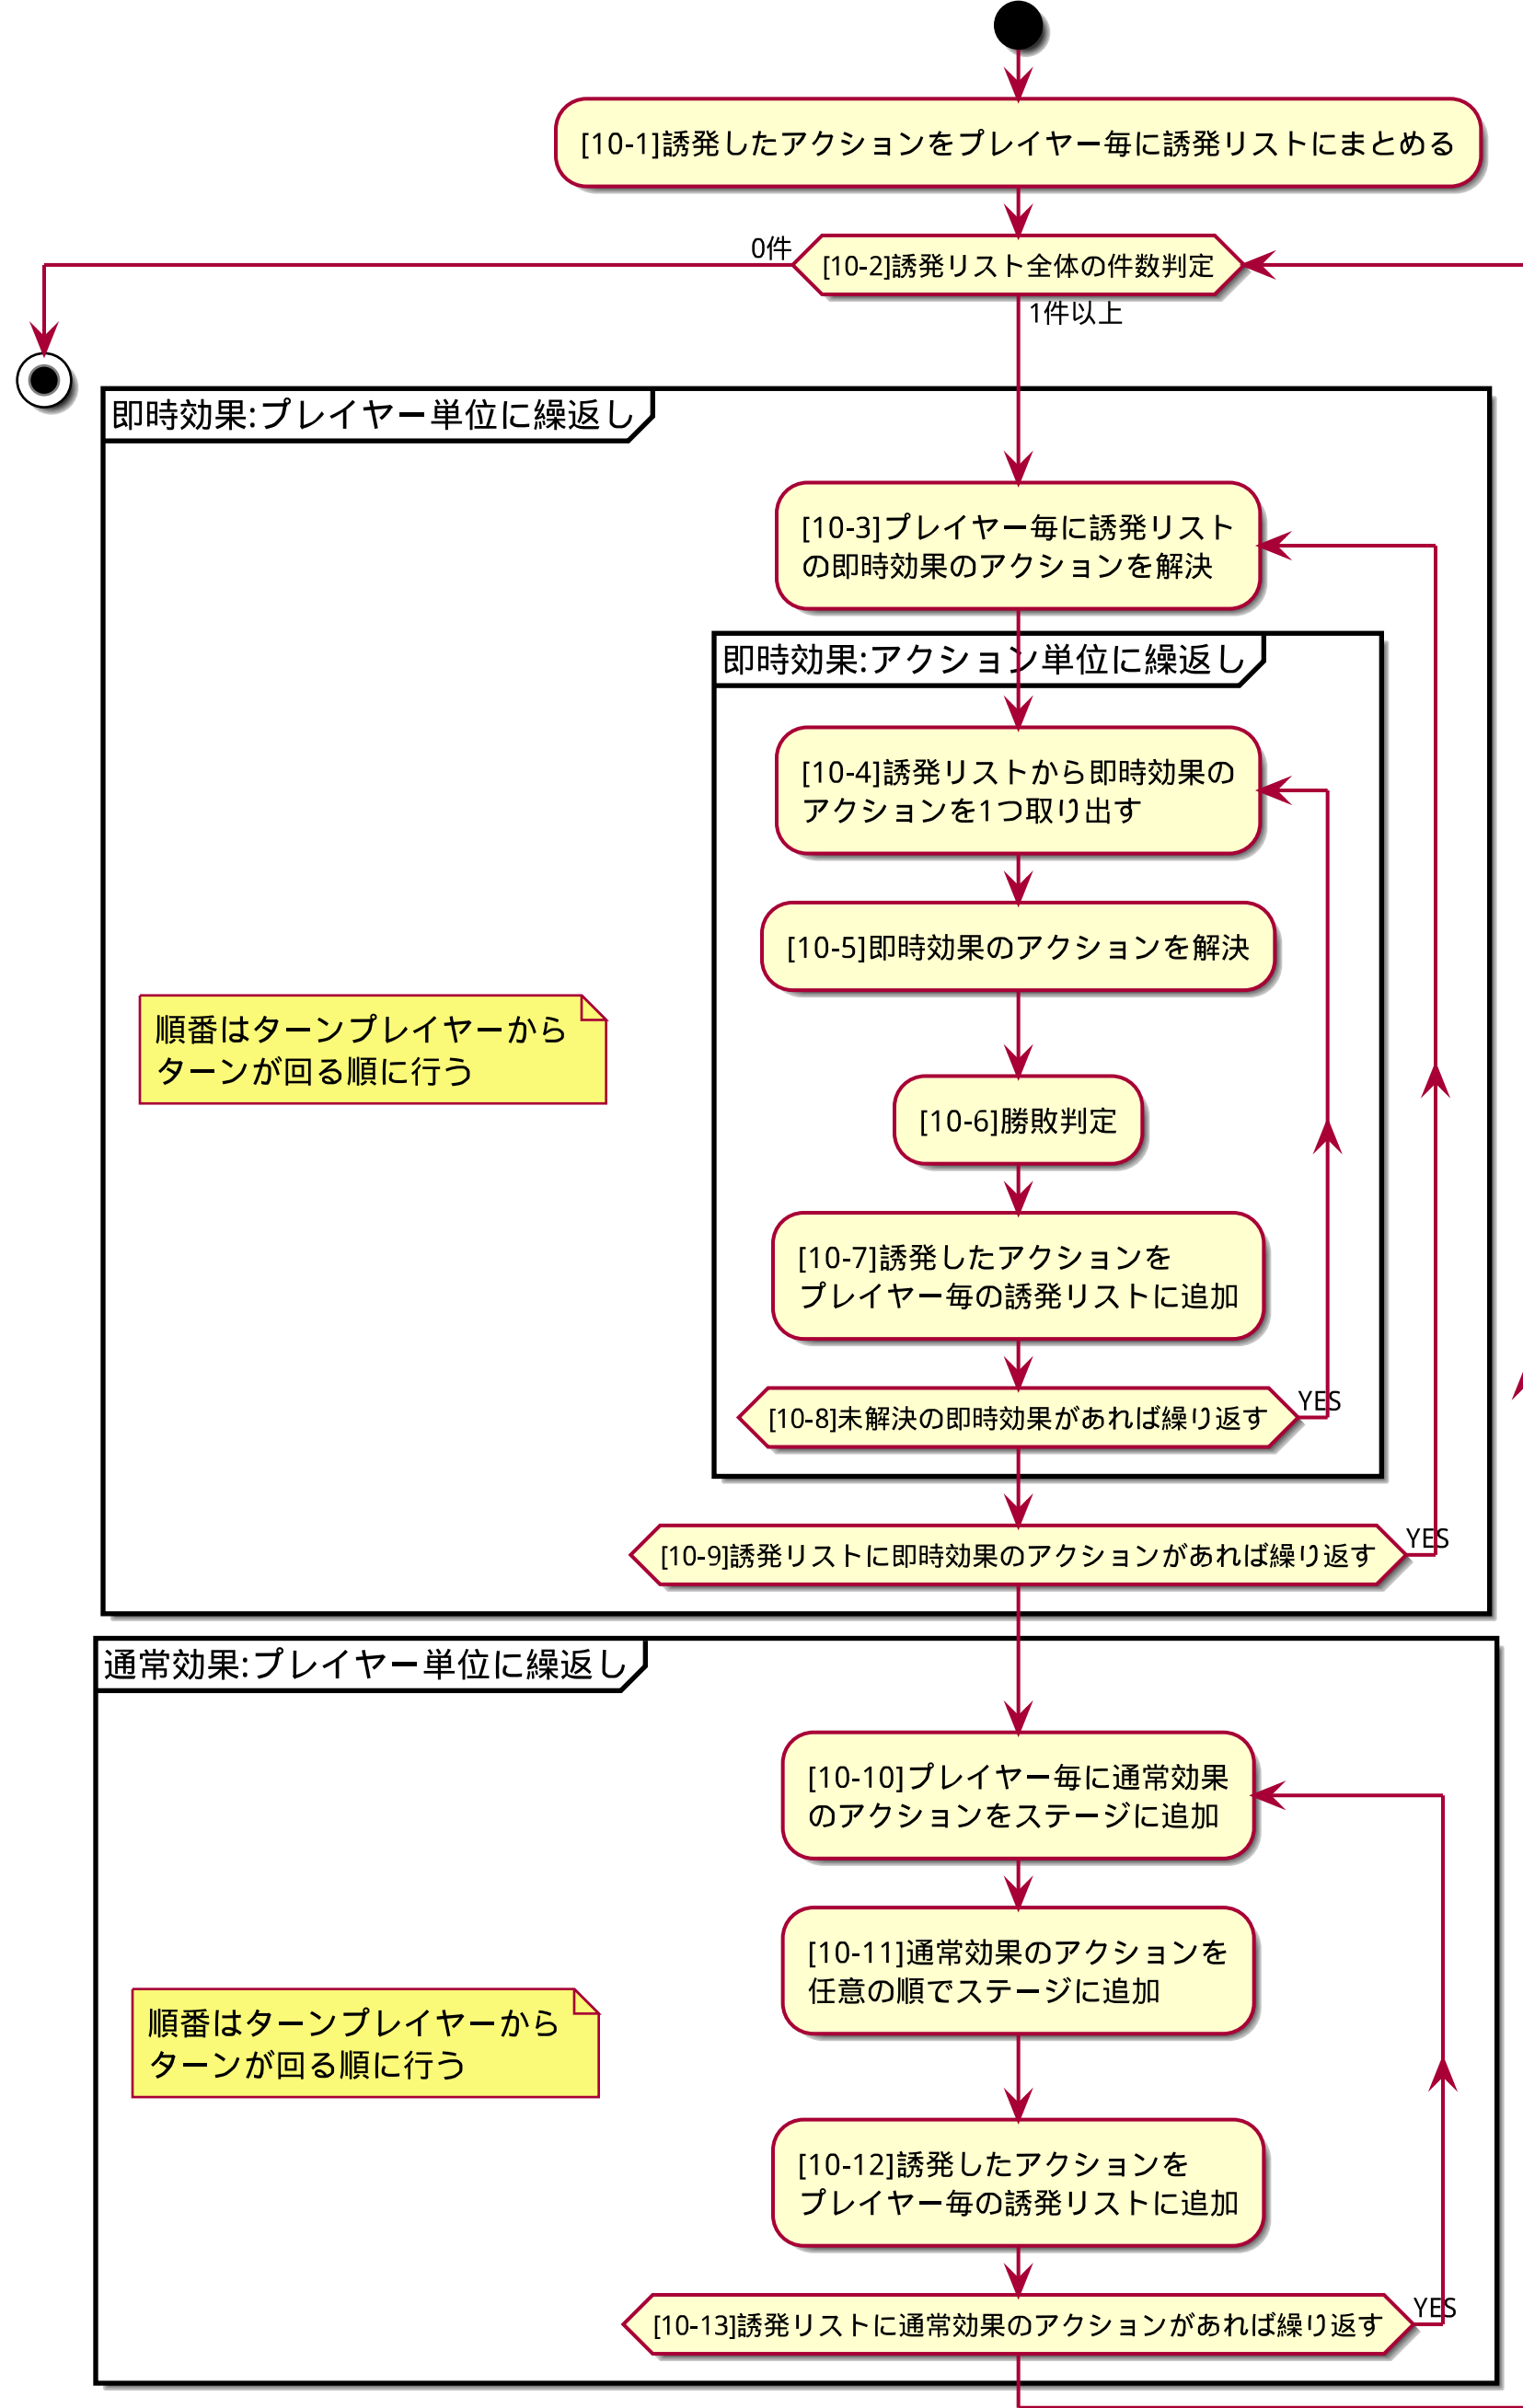 [10-1]誘発したアクションをプレイヤー毎に誘発リストにまとめる
0件
[10-2]誘発リスト全体の件数判定
1件以上
即時効果:プレイヤー単位に繰返し
[10-3]プレイヤー毎に誘発リスト
の即時効果のアクションを解決
即時効果:アクション単位に繰返し
[10-4]誘発リストから即時効果の
アクションを1つ取り出す
[10-5]即時効果のアクションを解決
順番はターンプレイヤーから
ターンが回る順に行う
[10-6]勝敗判定
[10-7]誘発したアクションを
プレイヤー毎の誘発リストに追加
[10-8]未解決の即時効果があれば繰り返す
YES
[10-9]誘発リストに即時効果のアクションがあれば繰り返す
YES
通常効果:プレイヤー単位に繰返し
[10-10]プレイヤー毎に通常効果
のアクションをステージに追加
[10-11]通常効果のアクションを
任意の順でステージに追加
順番はターンプレイヤーから
ターンが回る順に行う
[10-12]誘発したアクションを
プレイヤー毎の誘発リストに追加
[10-13]誘発リストに通常効果のアクションがあれば繰り返す
YES